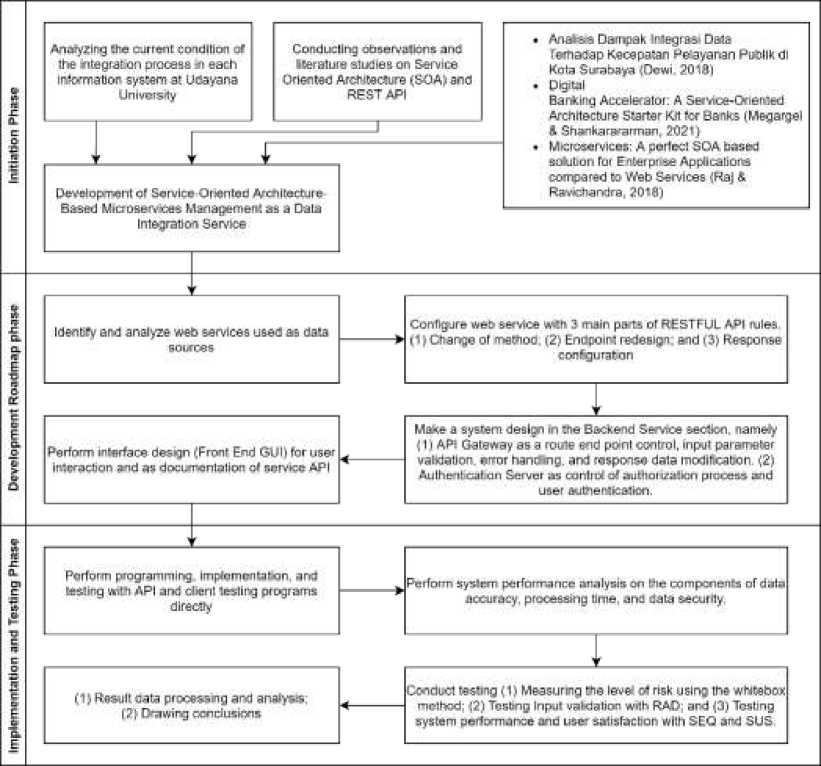 Initiation Phase
Analyzing the current condition of
the integration process in each
information system at Udayana
University
Conducting observations and
literature studies on Service
Oriented Architecture (SOA) and
REST API
• Analisis Dampak Integrasi Data
Terhadap Kecepatan Pelayanan Publik di
Kota Surabaya (Dewi, 2018)
• Digital
Banking Accelerator: A Service-Oriented
Architecture Starter Kit for Banks (Megargel
& Shankararaman, 2021)
• Microservices: A perfect SOA based
solution for Enterprise Applications
compared to Web Services (Raj &
Ravichandra, 2018)
Development of Service-Oriented Architecture-
Based Microservices Management as a Data
Integration Service
Development Roadmap phase
Identify and analyze web services used as data
sources
Configure web service with 3 main parts of RESTFUL API rules.
(1) Change of method; (2) Endpoint redesign; and (3) Response
configuration
Perform interface design (Front End GUI) for user
interaction and as documentation of service API
Make a system design in the Backend Service section, namely
(1) API Gateway as a route end point control, input parameter
validation, error handling, and response data modification. (2)
Authentication Server as control of authorization process and
user authentication.
Implementation and Testing Phase
Perform programming, implementation, and
testing with API and client testing programs
directly
Perform system performance analysis on the components of data
accuracy, processing time, and data security.
(1) Result data processing and analysis;
(2) Drawing conclusions
Conduct testing (1) Measuring the level of risk using the whitebox
method; (2) Testing Input validation with RAD; and (3) Testing
system performance and user satisfaction with SEQ and SUS.